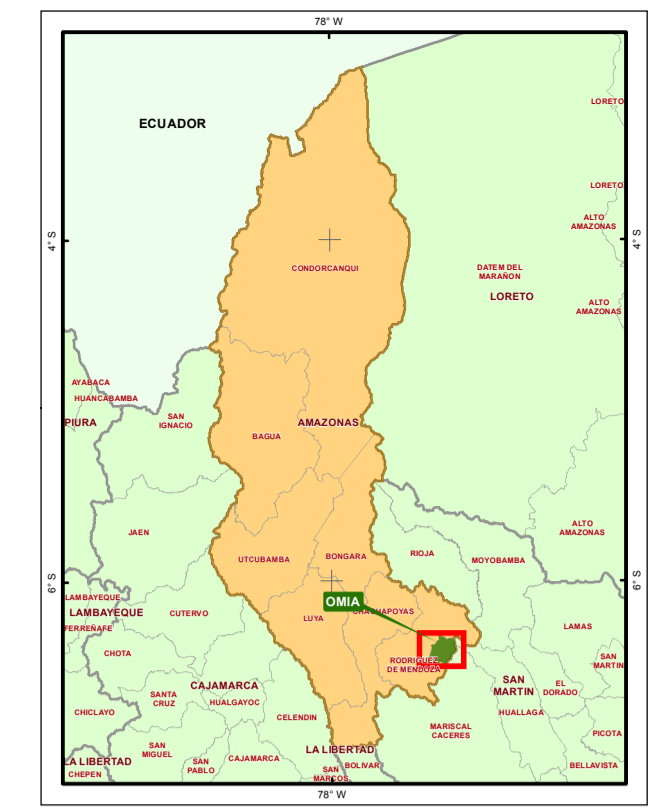 78° W
LORETO
ECUADOR
LORETO
ALTO
AMAZONAS
4° S
4° S
CONDORCANQUI
DATEM DEL
MARAÑON
LORETO
ALTO
AMAZONAS
AYABACA
HUANCABAMBA
SAN
IGNACIO
PIURA
AMAZONAS
BAGUA
JAEN
ALTO
AMAZONAS
UTCUBAMBA
BONGARA
RIOJA
MOYOBAMBA
6° S
6° S
LAMBAYEQUE
LAMBAYEQUE
FERREÑAFE
CUTERVO
OMIA
CHACHAPOYAS
LUYA
LAMAS
CHOTA
RODRIGUEZ
DE MENDOZA
SAN
MARTIN
CAJAMARCA
SANTA
CRUZ
HUALGAYOC
SAN
MARTIN
EL
DORADO
CHICLAYO
CELENDIN
HUALLAGA
MARISCAL
CACERES
PICOTA
SAN
MIGUEL
LA LIBERTAD
LA LIBERTAD
CHEPEN
SAN
PABLO
CAJAMARCA
SAN
MARCOS
BOLIVAR
BELLAVISTA
78° W